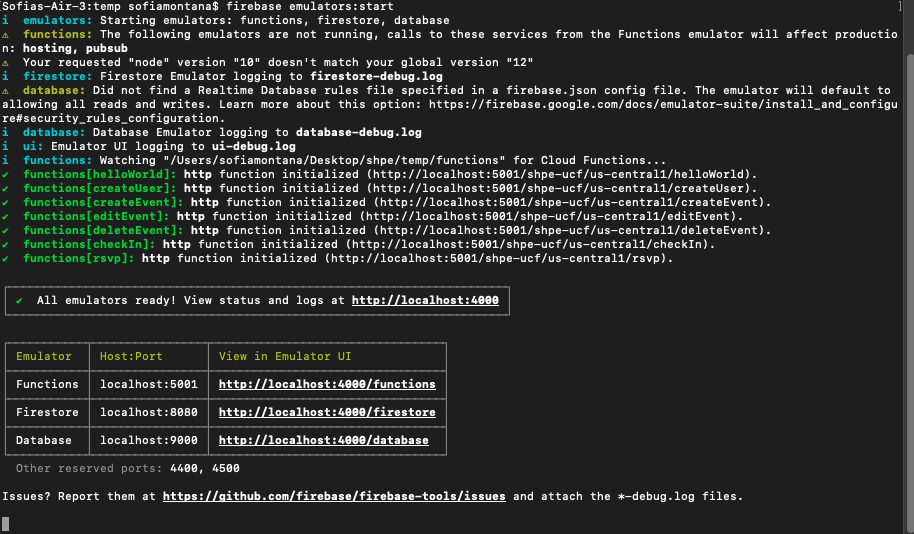 [Sofias-Air-3:temp sofiamontana$ firebase emulators:start ]
i  emulators: Starting emulators: functions, firestore, database
⚠  functions: The following emulators are not running, calls to these services from the Functions emulator will affect productio
n: hosting, pubsub
⚠  Your requested "node" version "10" doesn't match your global version "12"
i  firestore: Firestore Emulator logging to firestore-debug.log
⚠  database: Did not find a Realtime Database rules file specified in a firebase.json config file. The emulator will default to
allowing all reads and writes. Learn more about this option: https://firebase.google.com/docs/emulator-suite/install_and_configu
re#security_rules_configuration.
i  database: Database Emulator logging to database-debug.log
i  ui: Emulator UI logging to ui-debug.log
i  functions: Watching "/Users/sofiamontana/Desktop/shpe/temp/functions" for Cloud Functions...
✔  functions[helloWorld]: http function initialized (http://localhost:5001/shpe-ucf/us-central1/helloWorld).
✔  functions[createUser]: http function initialized (http://localhost:5001/shpe-ucf/us-central1/createUser).
✔  functions[createEvent]: http function initialized (http://localhost:5001/shpe-ucf/us-central1/createEvent).
✔  functions[editEvent]: http function initialized (http://localhost:5001/shpe-ucf/us-central1/editEvent).
✔  functions[deleteEvent]: http function initialized (http://localhost:5001/shpe-ucf/us-central1/deleteEvent).
✔  functions[checkIn]: http function initialized (http://localhost:5001/shpe-ucf/us-central1/checkIn).
✔  functions[rsvp]: http function initialized (http://localhost:5001/shpe-ucf/us-central1/rsvp).
✔  All emulators ready! View status and logs at http://localhost:4000
Emulator  Host:Port  View in Emulator UI
Functions  localhost:5001  http://localhost:4000/functions
Firestore  localhost:8080  http://localhost:4000/firestore
Database  localhost:9000  http://localhost:4000/database
Other reserved ports: 4400, 4500
Issues? Report them at https://github.com/firebase/firebase-tools/issues and attach the *-debug.log files.